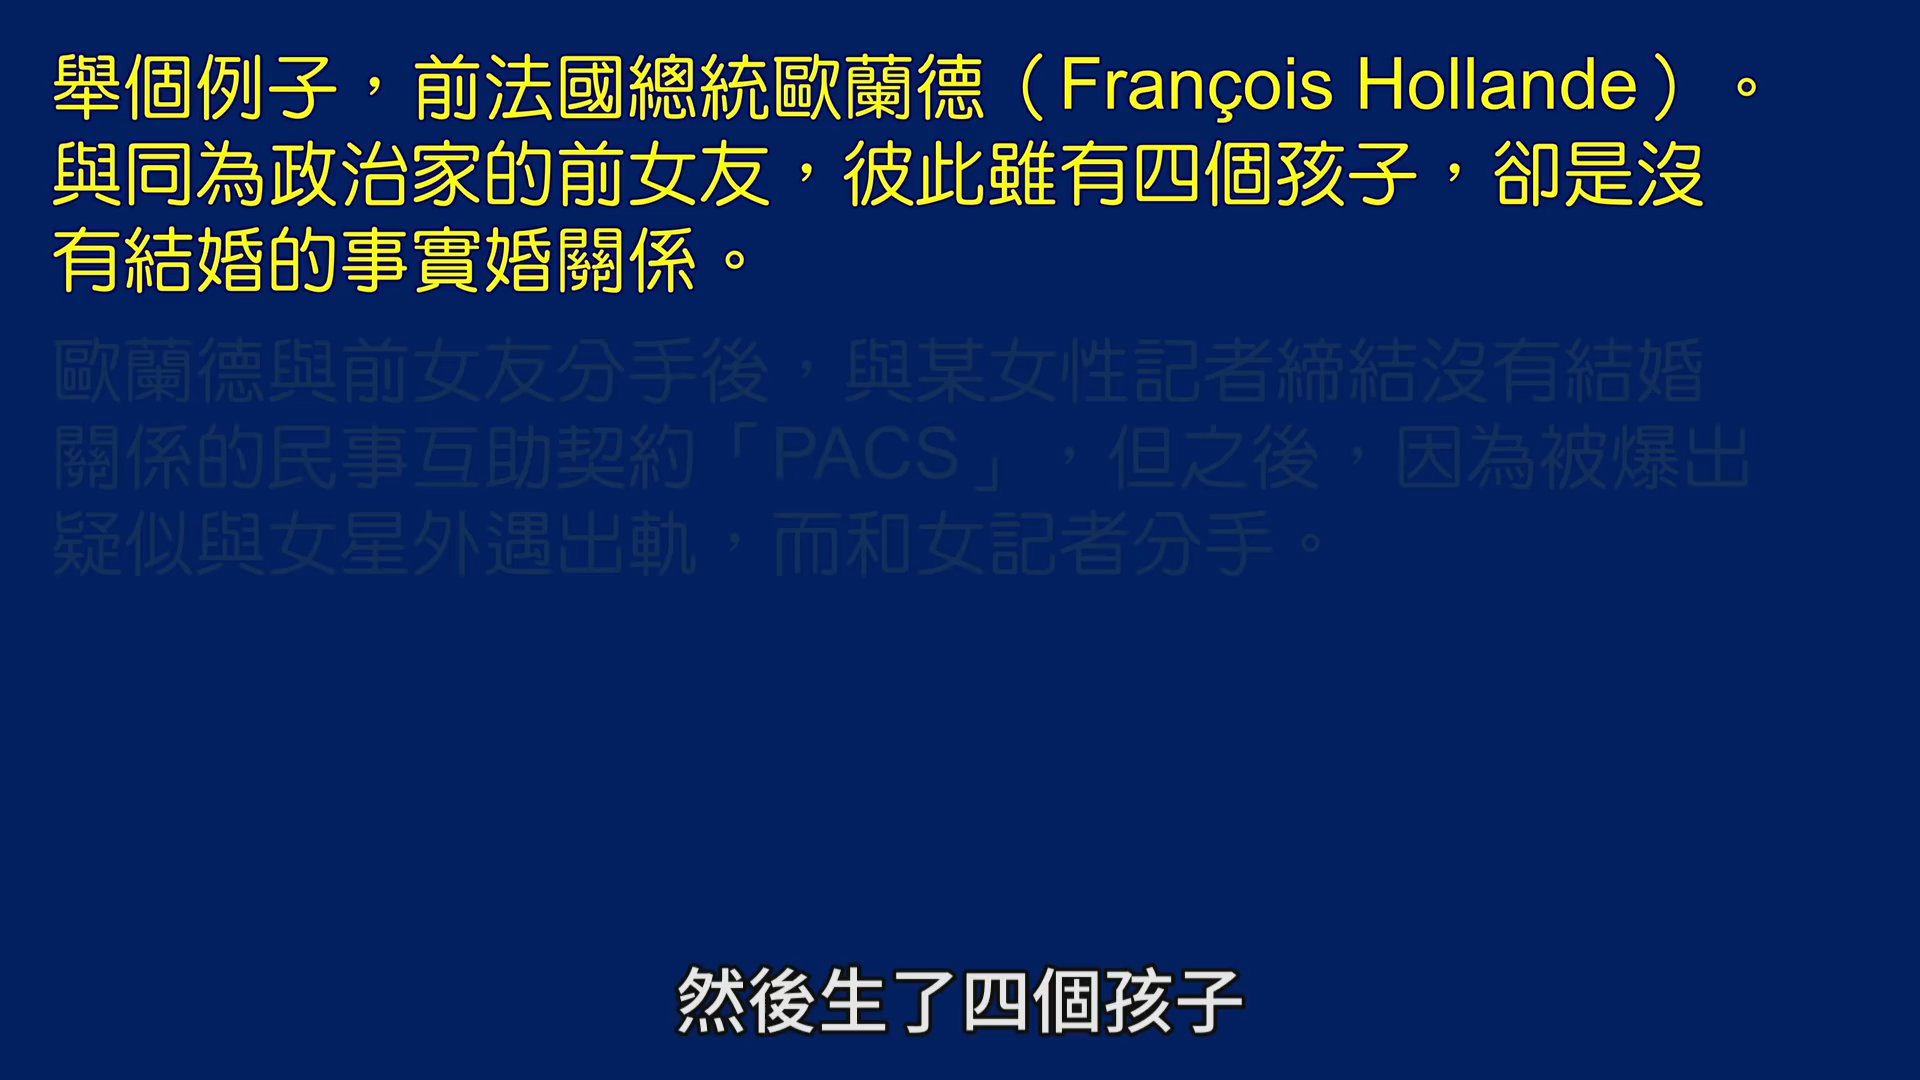 舉個例子，前法國總統歐蘭德（François Hollande）。
與同為政治家的前女友，彼此雖有四個孩子，卻是沒
有結婚的事實婚關係。
歐蘭德與前女友分手後，與某女性記者締結沒有結婚
關係的民事互助契約「PACS」，但之後，因為被爆出
疑似與女星外遇出軌，而和女記者分手。
然後生了四個孩子